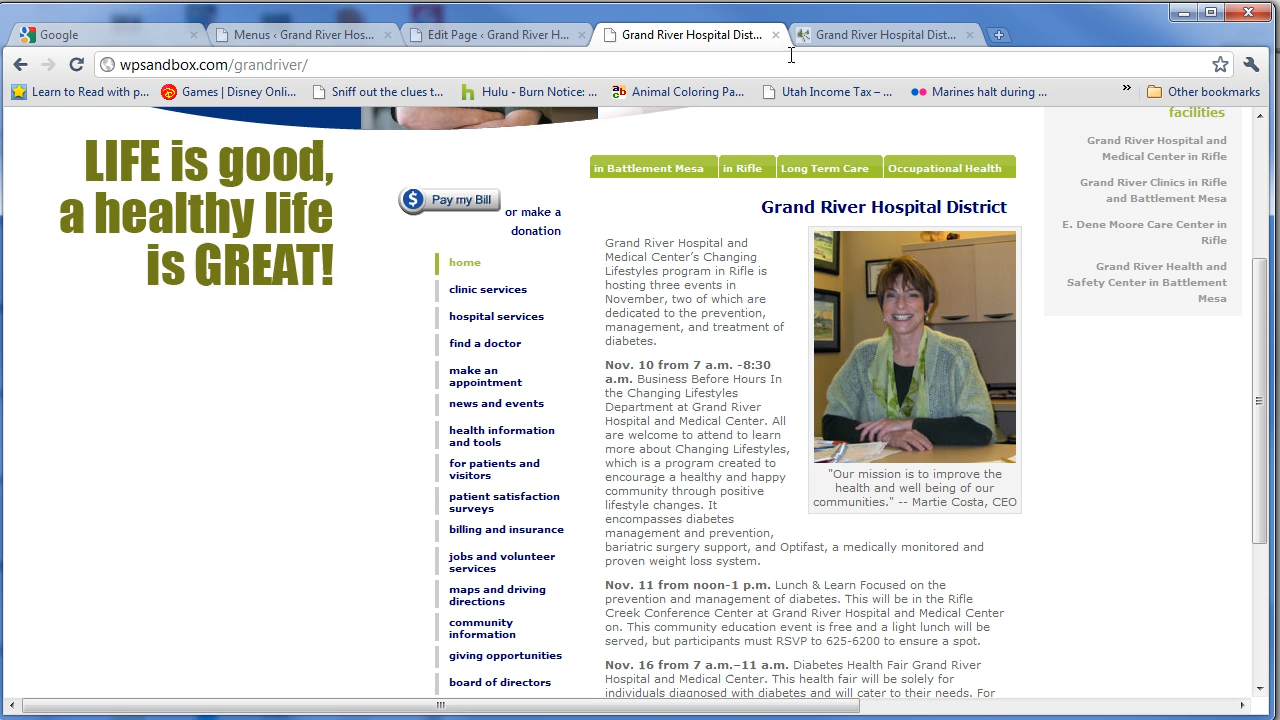 Google
Menus ‹ Grand River Hos...
Edit Page ‹ Grand River H...
Grand River Hospital Dist...
Grand River Hospital Dist...
wpsandbox.com/grandriver/
Learn to Read with p...
Games | Disney Onli...
Sniff out the clues t...
Hulu - Burn Notice: ...
Animal Coloring Pa...
Utah Income Tax – ...
Marines halt during ...
»
Other bookmarks
LIFE is good,
a healthy life
is GREAT!
Pay my Bill
or make a
donation
home
clinic services
hospital services
find a doctor
make an
appointment
news and events
health information
and tools
for patients and
visitors
patient satisfaction
surveys
billing and insurance
jobs and volunteer
services
maps and driving
directions
community
information
giving opportunities
board of directors
in Battlement Mesa
in Rifle
Long Term Care
Occupational Health
Grand River Hospital District
Grand River Hospital and
Medical Center's Changing
Lifestyles program in Rifle is
hosting three events in
November, two of which are
dedicated to the prevention,
management, and treatment of
diabetes.
Nov. 10 from 7 a.m. -8:30
a.m. Business Before Hours In
the Changing Lifestyles
Department at Grand River
Hospital and Medical Center. All
are welcome to attend to learn
more about Changing Lifestyles,
which is a program created to
encourage a healthy and happy
community through positive
lifestyle changes. It
encompasses diabetes
management and prevention,
bariatric surgery support, and Optifast, a medically monitored and
proven weight loss system.
Nov. 11 from noon-1 p.m. Lunch & Learn Focused on the
prevention and management of diabetes. This will be in the Rifle
Creek Conference Center at Grand River Hospital and Medical Center
on. This community education event is free and a light lunch will be
served, but participants must RSVP to 625-6200 to ensure a spot.
Nov. 16 from 7 a.m.–11 a.m. Diabetes Health Fair Grand River
Hospital and Medical Center. This health fair will be solely for
individuals diagnosed with diabetes and will cater to their needs. For
"Our mission is to improve the
health and well being of our
communities." -- Martie Costa, CEO
facilities
Grand River Hospital and
Medical Center in Rifle
Grand River Clinics in Rifle
and Battlement Mesa
E. Dene Moore Care Center in
Rifle
Grand River Health and
Safety Center in Battlement
Mesa